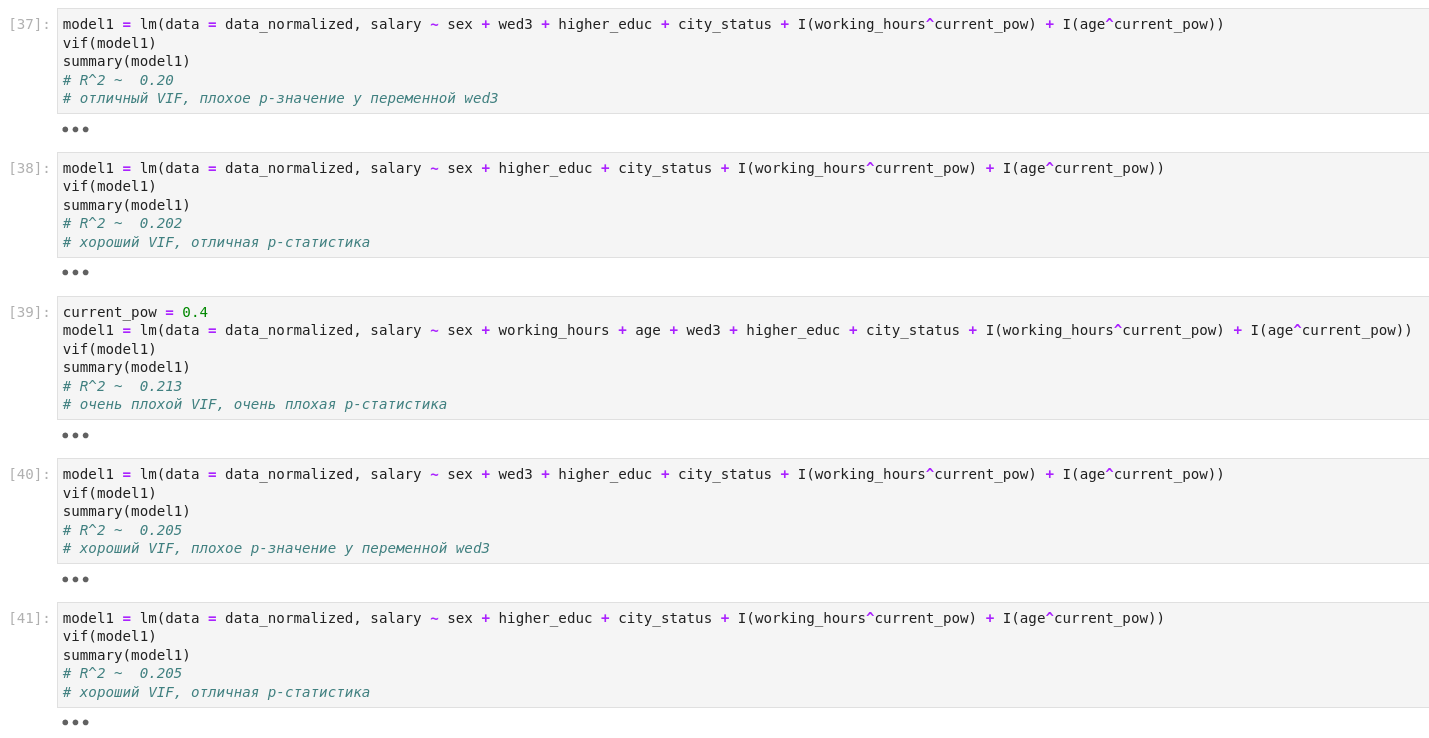 [37]: model1 = lm(data = data_normalized, salary ~ sex + wed3 + higher_educ + city_status + I(working_hours^current_pow) + I(age^current_pow))
vif(model1)
summary(model1)
# R^2 ~  0.20
# отличный VIF, плохое p-значение у переменной wed3
•••
[38]: model1 = lm(data = data_normalized, salary ~ sex + higher_educ + city_status + I(working_hours^current_pow) + I(age^current_pow))
vif(model1)
summary(model1)
# R^2 ~  0.202
# хороший VIF, отличная p-статистика
•••
[39]: current_pow = 0.4
model1 = lm(data = data_normalized, salary ~ sex + working_hours + age + wed3 + higher_educ + city_status + I(working_hours^current_pow) + I(age^current_pow))
vif(model1)
summary(model1)
# R^2 ~  0.213
# очень плохой VIF, очень плохая p-статистика
•••
[40]: model1 = lm(data = data_normalized, salary ~ sex + wed3 + higher_educ + city_status + I(working_hours^current_pow) + I(age^current_pow))
vif(model1)
summary(model1)
# R^2 ~  0.205
# хороший VIF, плохое p-значение у переменной wed3
•••
[41]: model1 = lm(data = data_normalized, salary ~ sex + higher_educ + city_status + I(working_hours^current_pow) + I(age^current_pow))
vif(model1)
summary(model1)
# R^2 ~  0.205
# хороший VIF, отличная p-статистика
•••